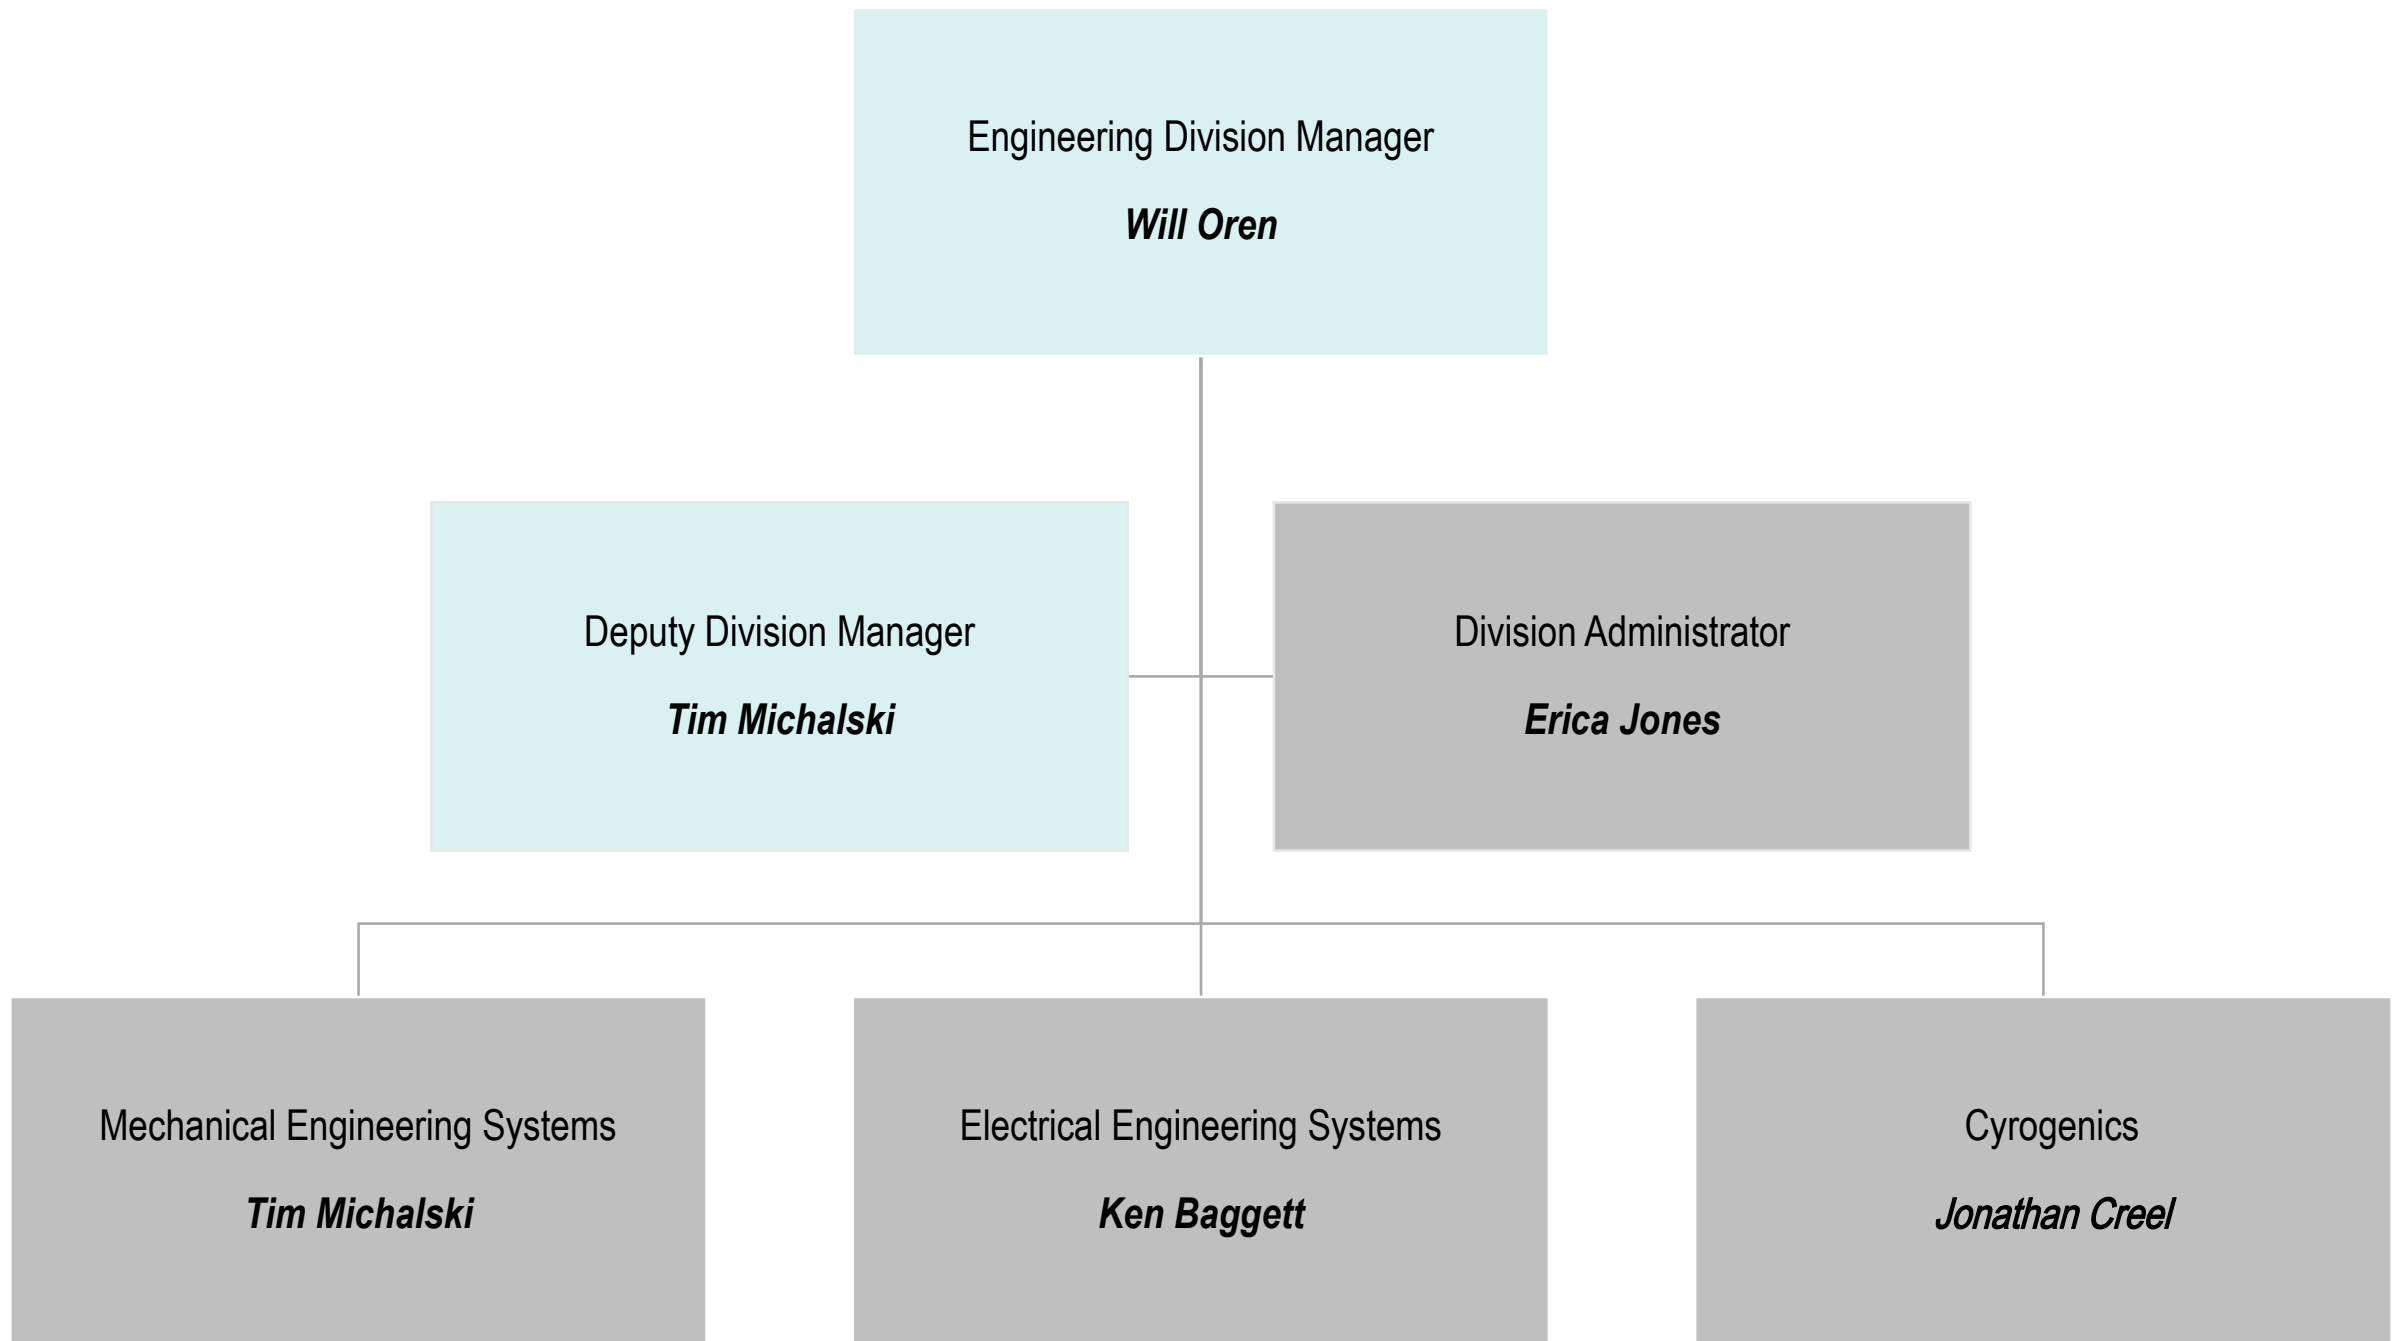 Engineering Division Manager
Will Oren
Deputy Division Manager
Tim Michalski
Division Administrator
Erica Jones
Mechanical Engineering Systems
Tim Michalski
Electrical Engineering Systems
Ken Baggett
Cyrogenics
Jonathan Creel